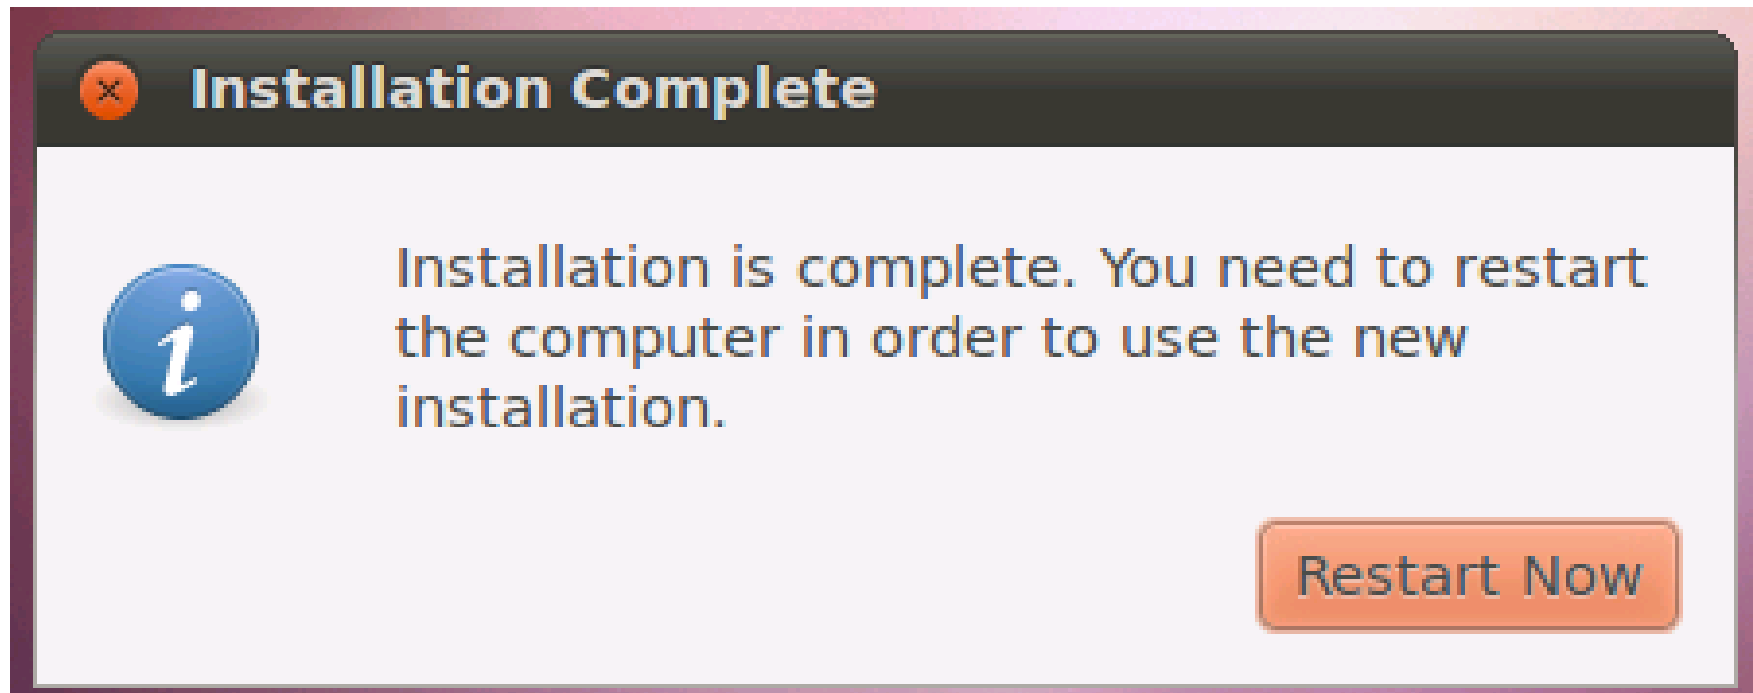 Installation Complete
Installation is complete. You need to restart
the computer in order to use the new
installation.
Restart Now